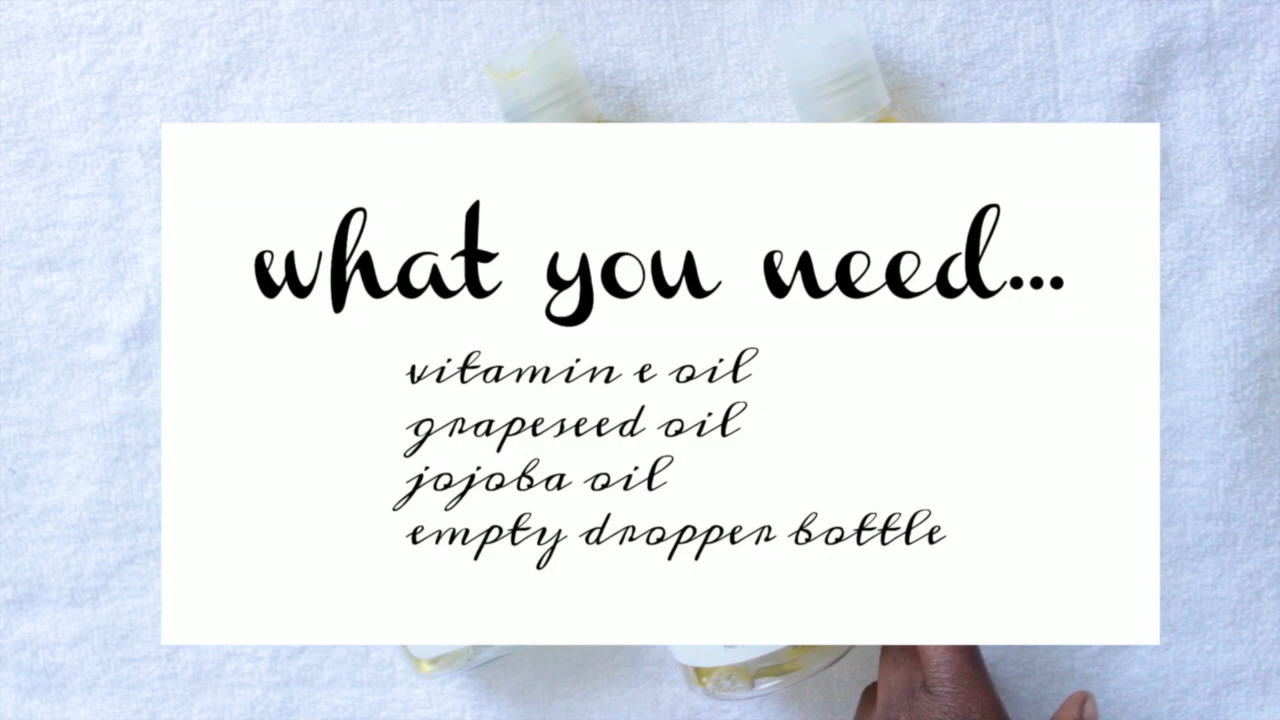 what you need...
vitamin e oil
grapeseed oil
jojoba oil
empty dropper bottle